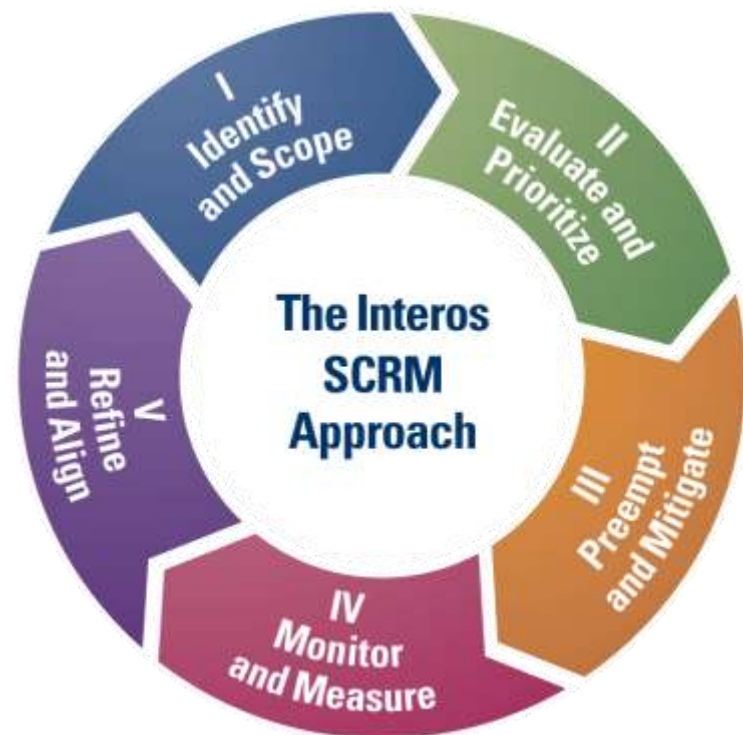 The Interos
SCRM
Approach
I
Identify
and Scope
II
Evaluate and
Prioritize
III
Preempt
and Mitigate
IV
Monitor
and Measure
V
Refine
and Align